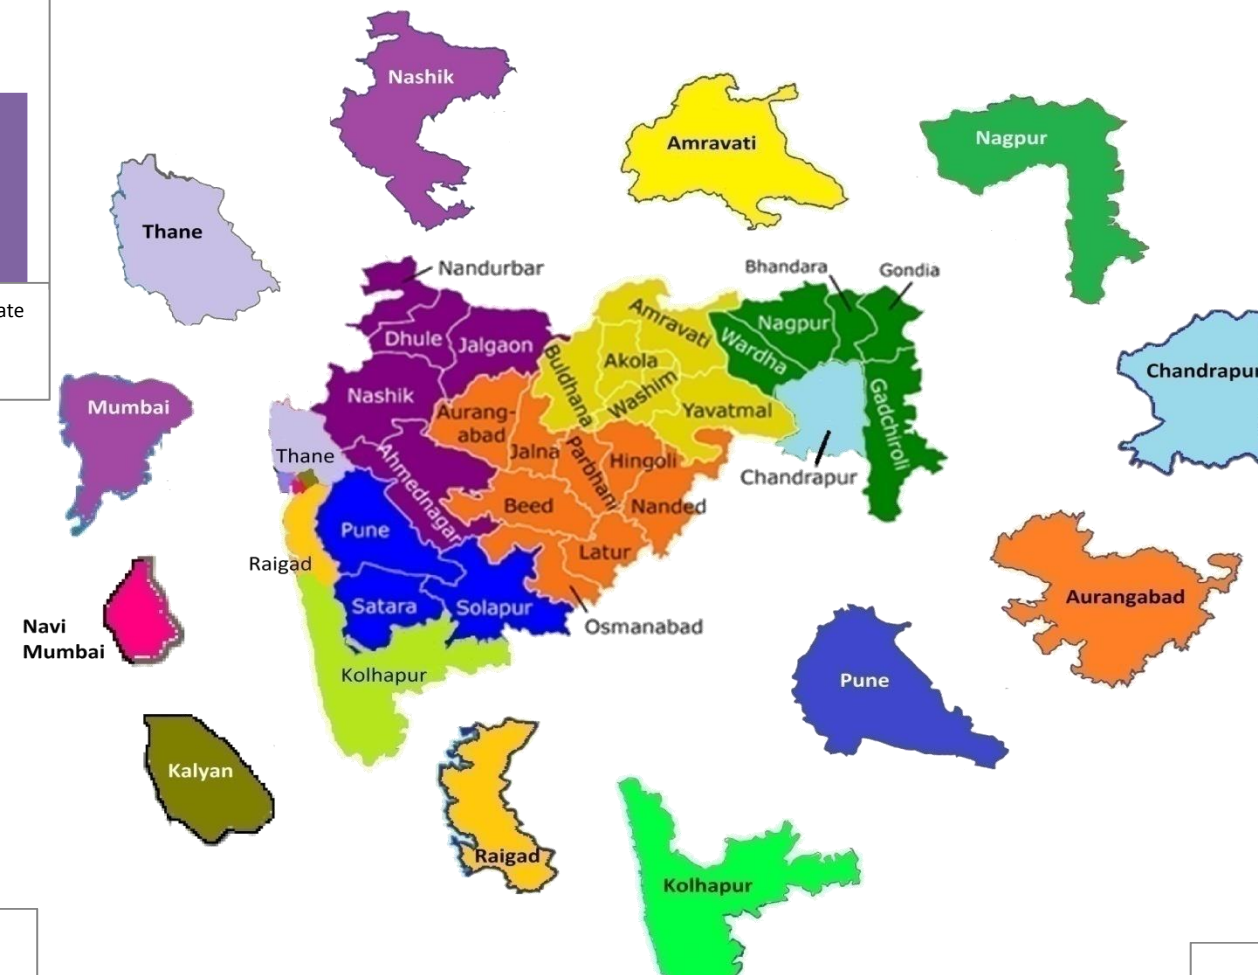 Nashik
Amravati
Nagpur
Thane
ate
Nandurbar
Bhandara
Gondia
Dhule
Jalgaon
Amravati
Nagpur
Wardha
Buldhana
Akola
Washim
Yavatmal
Chandrapur
Mumbai
Nashik
Aurang-
abad
Jalna
Parbhani
Hingoli
Gadchiroli
Thane
Ahmednagar
Chandrapur
Beed
Nanded
Pune
Latur
Raigad
Satara
Solapur
Osmanabad
Aurangabad
Navi
Mumbai
Kolhapur
Pune
Kalyan
Raigad
Kolhapur